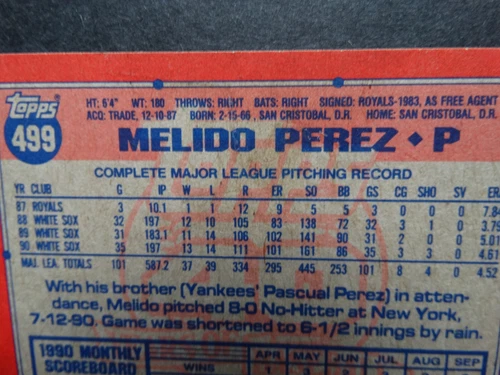 Topps
499
HT: 6'4" WT: 180 THROWS: RIGHT BATS: RIGHT SIGNED: ROYALS-1983, AS FREE AGENT
ACQ: TRADE, 12-10-87 BORN: 2-15-66, SAN CRISTOBAL, D.R. HOME: SAN CRISTOBAL, D.R.
MELIDO PEREZ • P
COMPLETE MAJOR LEAGUE PITCHING RECORD
YR CLUB G IP W L R ER SO BB GS CG SHO SV ER
87 ROYALS 3 10.1 1 1 12 9 5 5 3 0 0 0 7.
88 WHITE SOX 32 197 12 10 105 83 138 72 32 3 1 0 3.79
89 WHITE SOX 31 183.1 11 14 106 102 141 90 31 2 0 0 5.01
90 WHITE SOX 35 197 13 14 111 101 161 86 35 3 3 0 4.61
MAJ. LEA. TOTALS 101 587.2 37 39 334 295 445 253 101 8 4 0 4.52
With his brother (Yankees' Pascual Perez) in atten-
dance, Melido pitched 8-0 No-Hitter at New York,
7-12-90. Game was shortened to 6-1/2 innings by rain.
1990 MONTHLY
SCOREBOARD
APR MAY JUN JUL AUG SEP
WINS